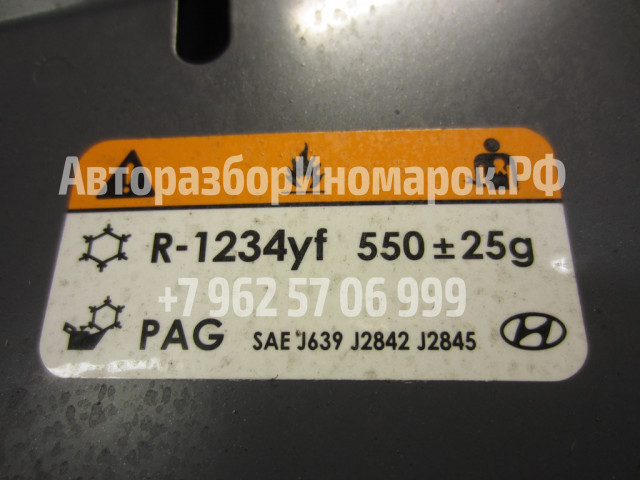 АвторазборИномарок.РФ
R-1234yf 550 ± 25g
+7 962 57 06 999
PAG SAE J639 J2842 J2845